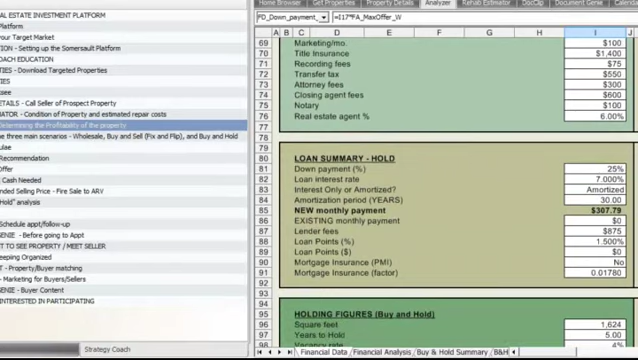 Home Browser Get Properties Property Details Analyzer Rehab Estimator DocClip Document Genie Calenda
FD_Down_payment_ =I17*FA_MaxOffer_W
A B C D E F G H I J
69 Marketing/mo. $100
70 Title Insurance $1,400
71 Recording fees $75
72 Transfer tax $550
73 Attorney fees $300
74 Closing agent fees $600
75 Notary $100
76 Real estate agent % 6.00%
77
78
79
80 LOAN SUMMARY - HOLD
81 Down payment (%) 25%
82 Loan interest rate 7.000%
83 Interest Only or Amortized? Amortized
84 Amortization period (YEARS) 30.00
85 NEW monthly payment $307.79
86 EXISTING monthly payment $0
87 Lender fees $875
88 Loan Points (%) 1.500%
89 Loan Points ($) $0
90 Mortgage Insurance (PMI) No
91 Mortgage Insurance (factor) 0.01780
92
93
94
95 HOLDING FIGURES (Buy and Hold)
96 Square feet 1,624
97 Years to Hold 5.00
98 Vacancy rate 4%
Financial Data Financial Analysis Buy & Hold Summary B&H
AL ESTATE INVESTMENT PLATFORM
Platform
our Target Market
ION - Setting up the Somersault Platform
OACH EDUCATION
TIES - Download Targeted Properties
IES
see
ETAILS - Call Seller of Prospect Property
ATOR - Condition of Property and estimated repair costs
Determining the Profitability of the property
he three main scenarios - Wholesale, Buy and Sell (Fix and Flip), and Buy and Hold
ulae
Recommendation
Offer
Cash Needed
nded Selling Price - Fire Sale to ARV
Hold" analysis
Schedule appt/follow-up
ENIE - Before going to Appt
T TO SEE PROPERTY / MEET SELLER
eeping Organized
T - Property/Buyer matching
- Marketing for Buyers/Sellers
ENIE - Buyer Content
INTERESTED IN PARTICIPATING
Strategy Coach